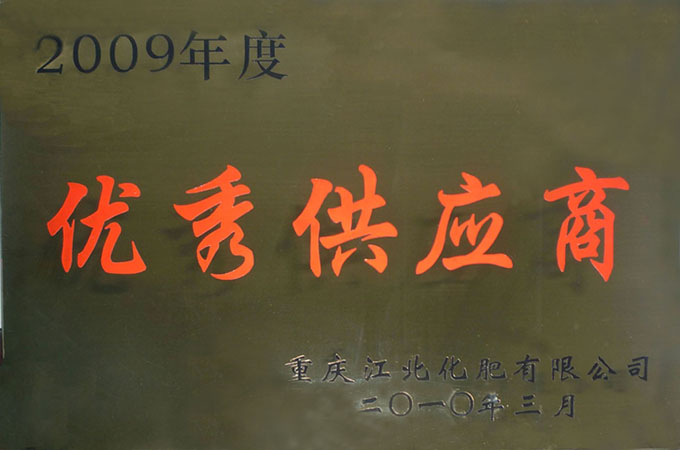 2009年度
优秀供应商
重庆江北化肥有限公司
二〇一〇年三月